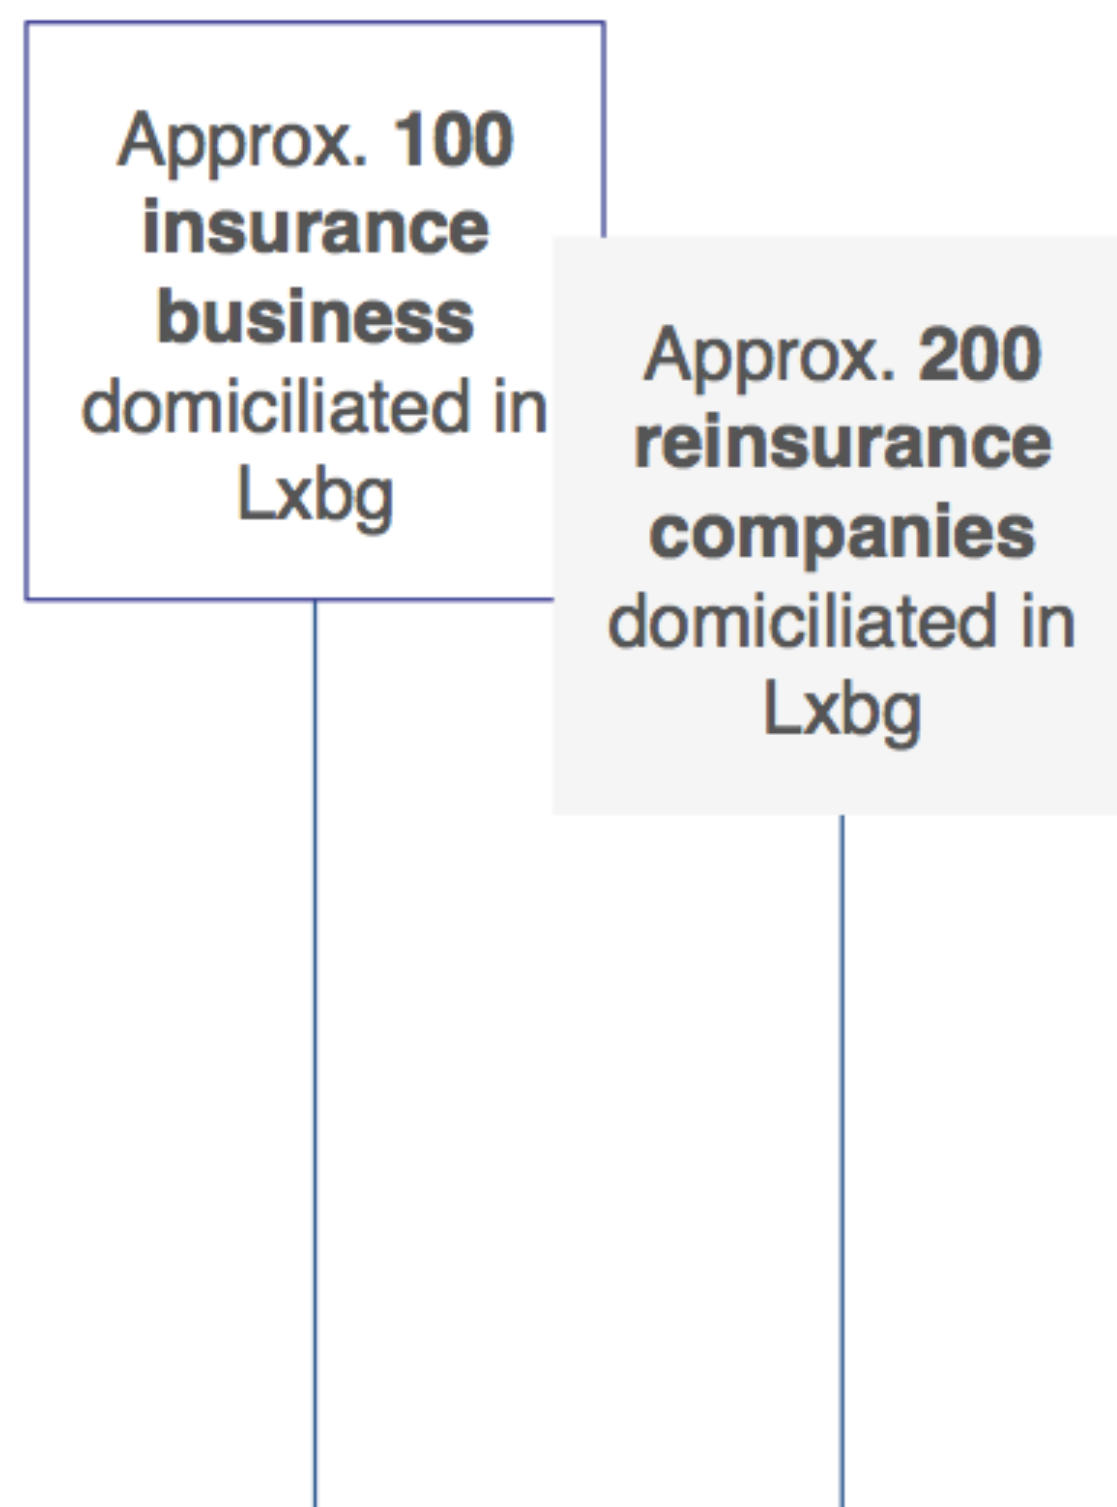 Approx. 100
insurance
business
domiciliated in
Lxbg
Approx. 200
reinsurance
companies
domiciliated in
Lxbg